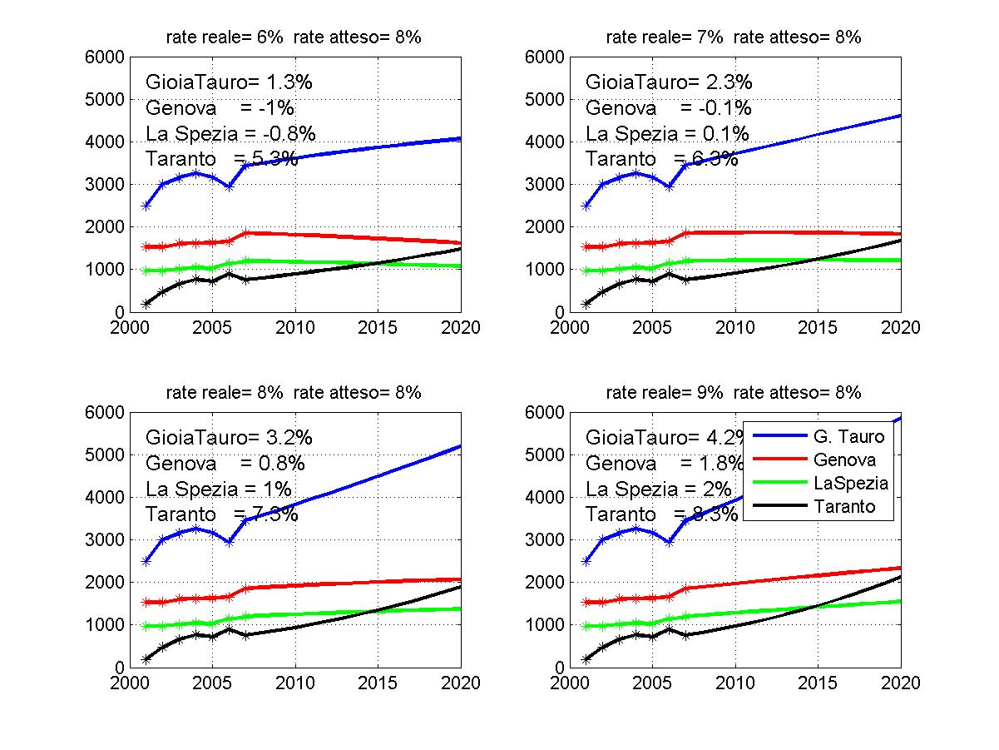 rate reale= 6%  rate atteso= 8%
6000
5000
4000
3000
2000
1000
0
GioiaTauro= 1.3%
Genova    = -1%
La Spezia = -0.8%
Taranto   = 5.3%
2000 2005 2010 2015 2020
rate reale= 7%  rate atteso= 8%
6000
5000
4000
3000
2000
1000
0
GioiaTauro= 2.3%
Genova    = -0.1%
La Spezia = 0.1%
Taranto   = 6.3%
2000 2005 2010 2015 2020
rate reale= 8%  rate atteso= 8%
6000
5000
4000
3000
2000
1000
0
GioiaTauro= 3.2%
Genova    = 0.8%
La Spezia = 1%
Taranto   = 7.3%
2000 2005 2010 2015 2020
rate reale= 9%  rate atteso= 8%
6000
5000
4000
3000
2000
1000
0
GioiaTauro= 4.2%
Genova    = 1.8%
La Spezia = 2%
Taranto   = 8.3%
G. Tauro
Genova
LaSpezia
Taranto
2000 2005 2010 2015 2020